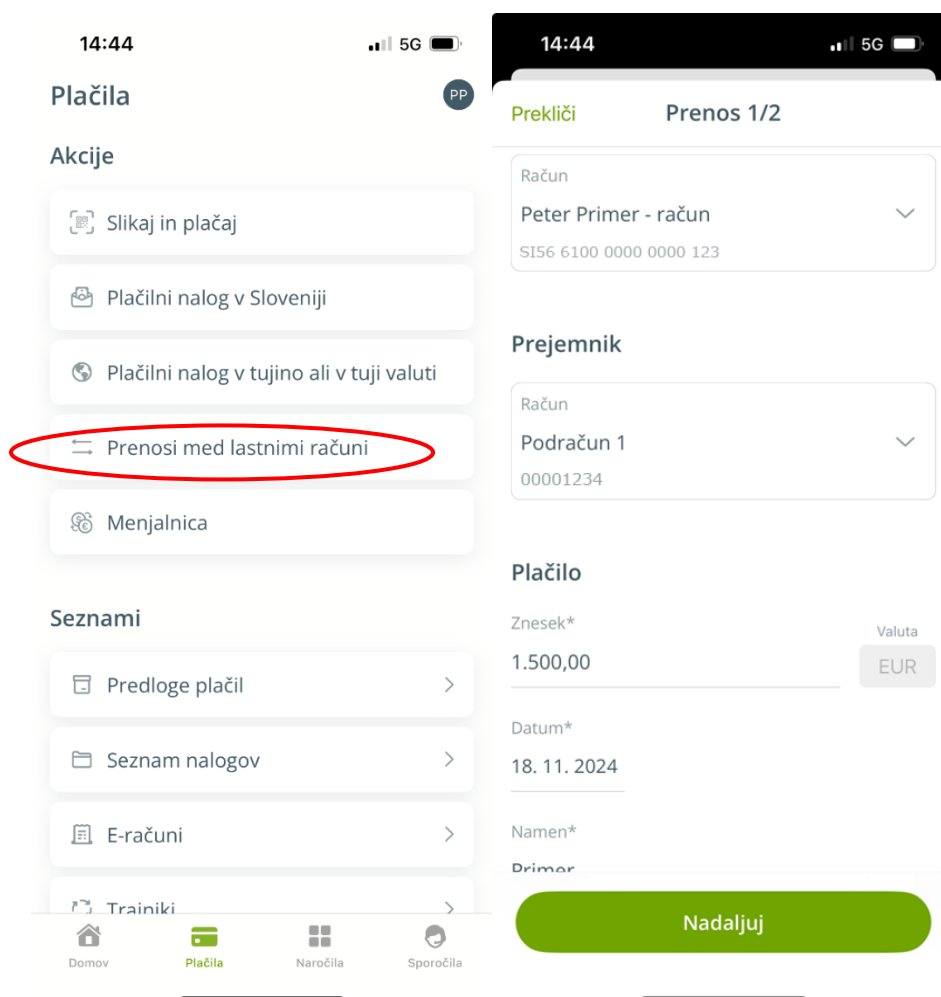 14:44
5G
Plačila
PP
Akcije
Slikaj in plačaj
Plačilni nalog v Sloveniji
Plačilni nalog v tujino ali v tuji valuti
Prenosi med lastnimi računi
Menjalnica
Seznami
Predloge plačil
Seznam nalogov
E-računi
Trajniki
Domov
Plačila
Naročila
Sporočila
14:44
5G
Prekliči
Prenos 1/2
Račun
Peter Primer - račun
SI56 6100 0000 0000 123
Prejemnik
Račun
Podračun 1
00001234
Plačilo
Znesek*
Valuta
1.500,00
EUR
Datum*
18. 11. 2024
Namen*
Primer
Nadaljuj